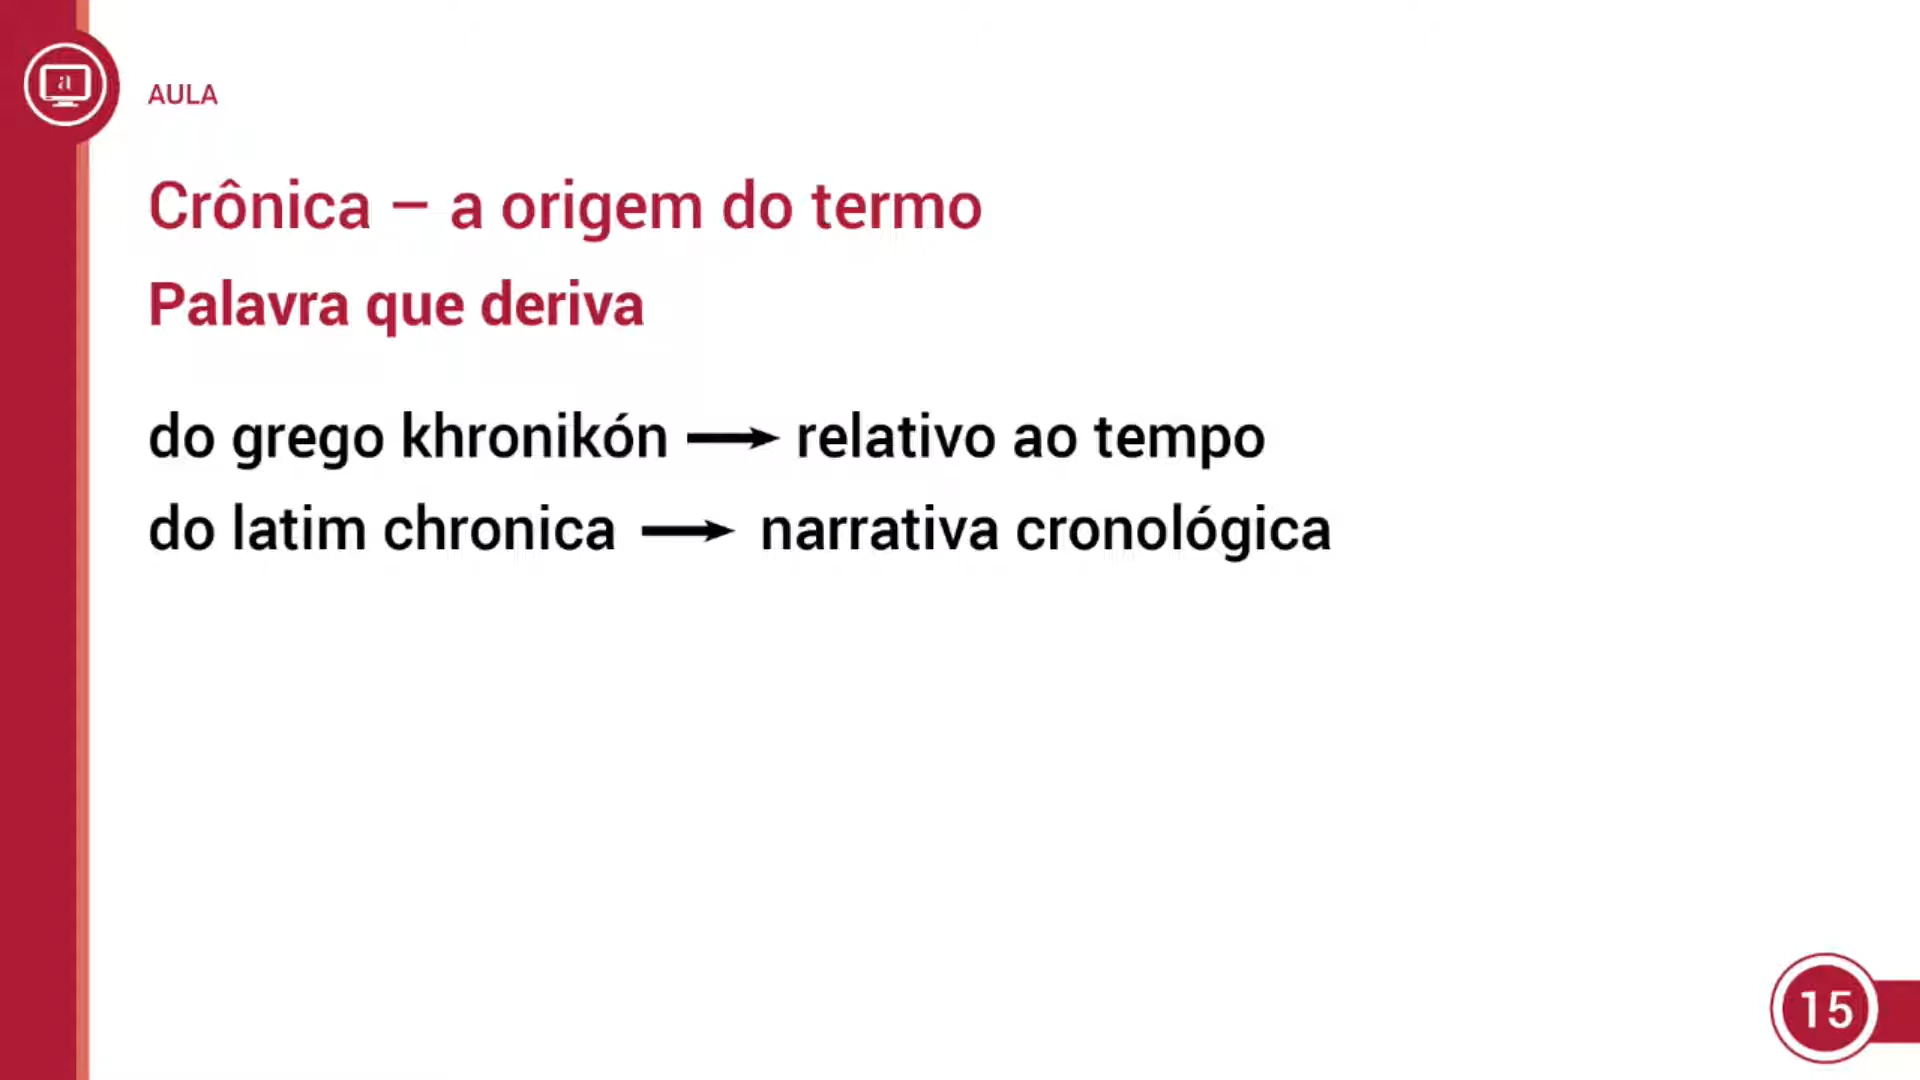 a
AULA
Crônica – a origem do termo
Palavra que deriva
do grego khronikón → relativo ao tempo
do latim chronica → narrativa cronológica
15